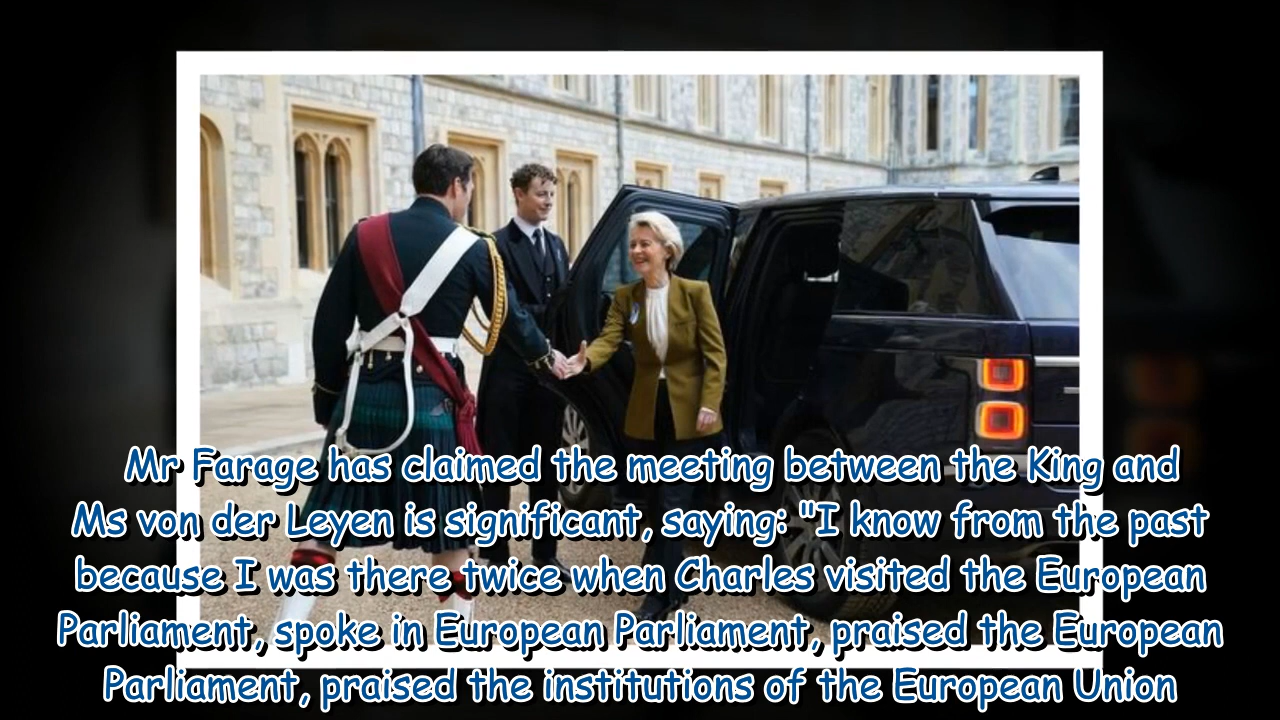 Mr Farage has claimed the meeting between the King and
Ms von der Leyen is significant, saying: "I know from the past
because I was there twice when Charles visited the European
Parliament, spoke in European Parliament, praised the European
Parliament, praised the institutions of the European Union